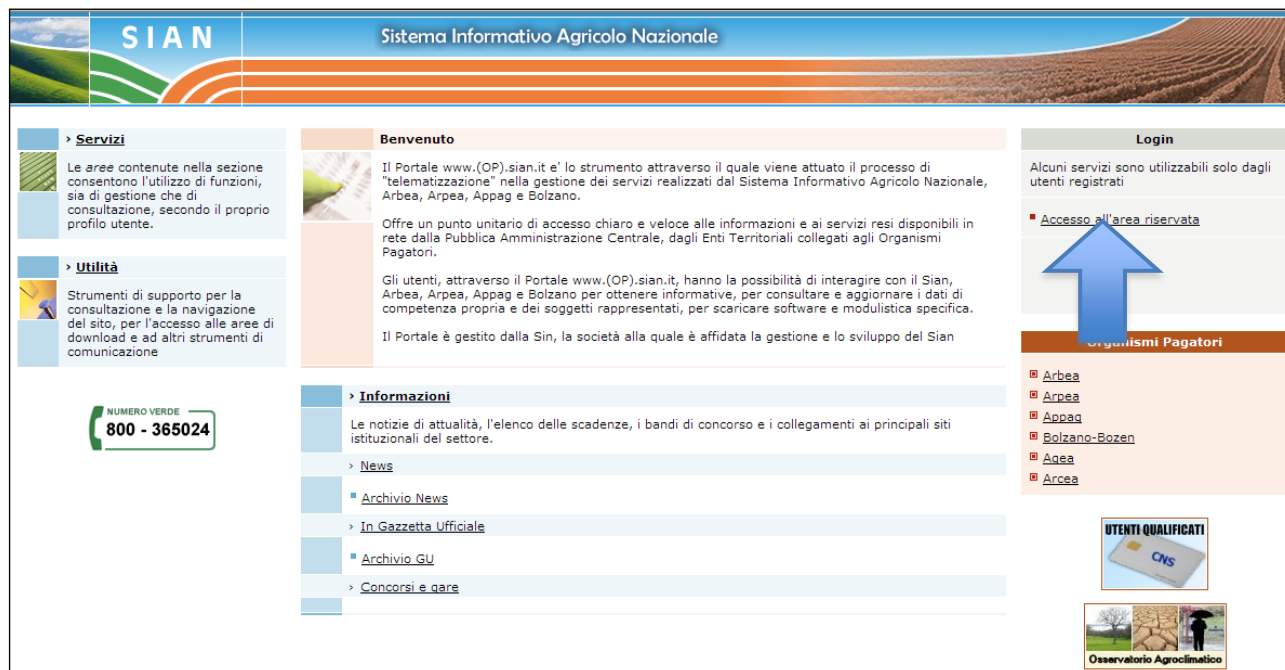 SIAN
Sistema Informativo Agricolo Nazionale
› Servizi
Le aree contenute nella sezione
consentono l'utilizzo di funzioni,
sia di gestione che di
consultazione, secondo il proprio
profilo utente.
› Utilità
Strumenti di supporto per la
consultazione e la navigazione
del sito, per l'accesso alle aree di
download e ad altri strumenti di
comunicazione
NUMERO VERDE
800 - 365024
Benvenuto
Il Portale www.(OP).sian.it e' lo strumento attraverso il quale viene attuato il processo di
"telematizzazione" nella gestione dei servizi realizzati dal Sistema Informativo Agricolo Nazionale,
Arbea, Arpea, Appag e Bolzano.
Offre un punto unitario di accesso chiaro e veloce alle informazioni e ai servizi resi disponibili in
rete dalla Pubblica Amministrazione Centrale, dagli Enti Territoriali collegati agli Organismi
Pagatori.
Gli utenti, attraverso il Portale www.(OP).sian.it, hanno la possibilità di interagire con il Sian,
Arbea, Arpea, Appag e Bolzano per ottenere informative, per consultare e aggiornare i dati di
competenza propria e dei soggetti rappresentati, per scaricare software e modulistica specifica.
Il Portale è gestito dalla Sin, la società alla quale è affidata la gestione e lo sviluppo del Sian
› Informazioni
Le notizie di attualità, l'elenco delle scadenze, i bandi di concorso e i collegamenti ai principali siti
istituzionali del settore.
› News
Archivio News
› In Gazzetta Ufficiale
Archivio GU
› Concorsi e gare
Login
Alcuni servizi sono utilizzabili solo dagli
utenti registrati
Accesso all'area riservata
Organismi Pagatori
Arbea
Arpea
Appag
Bolzano-Bozen
Agea
Arcea
UTENTI QUALIFICATI
CNS
Osservatorio Agroclimatico